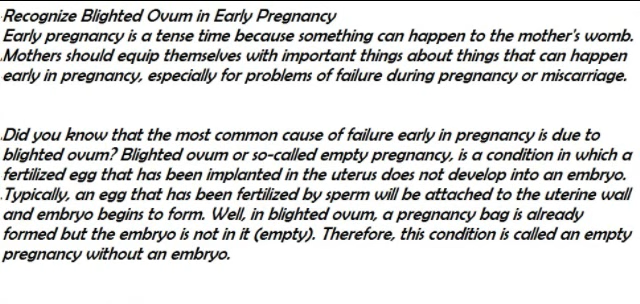 Recognize Blighted Ovum in Early Pregnancy
Early pregnancy is a tense time because something can happen to the mother's womb.
Mothers should equip themselves with important things about things that can happen
early in pregnancy, especially for problems of failure during pregnancy or miscarriage.
Did you know that the most common cause of failure early in pregnancy is due to
blighted ovum? Blighted ovum or so-called empty pregnancy, is a condition in which a
fertilized egg that has been implanted in the uterus does not develop into an embryo.
Typically, an egg that has been fertilized by sperm will be attached to the uterine wall
and embryo begins to form. Well, in blighted ovum, a pregnancy bag is already
formed but the embryo is not in it (empty). Therefore, this condition is called an empty
pregnancy without an embryo.